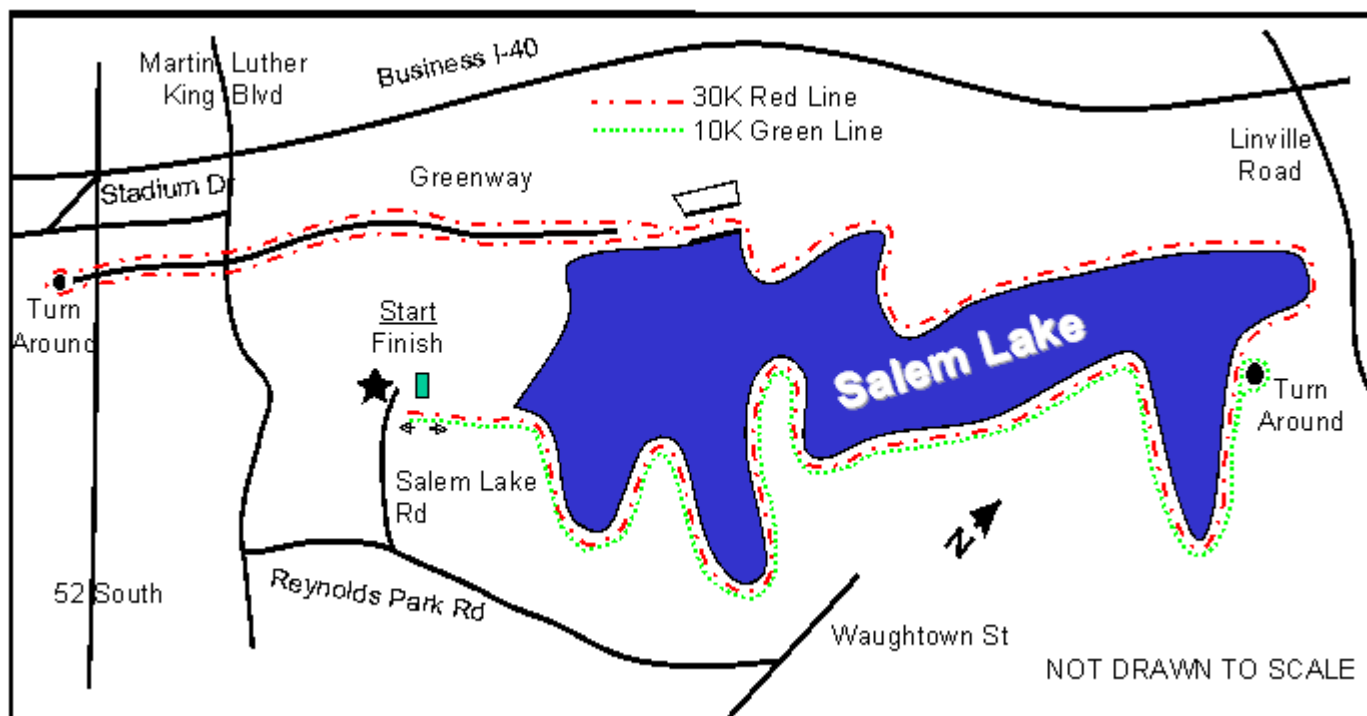 Martin Luther
King Blvd
Business I-40
30K Red Line
10K Green Line
Linville
Road
Stadium Dr
Greenway
Turn
Around
Start
Finish
Salem Lake
Turn
Around
Salem Lake
Rd
N
52 South
Reynolds Park Rd
Waughtown St
NOT DRAWN TO SCALE